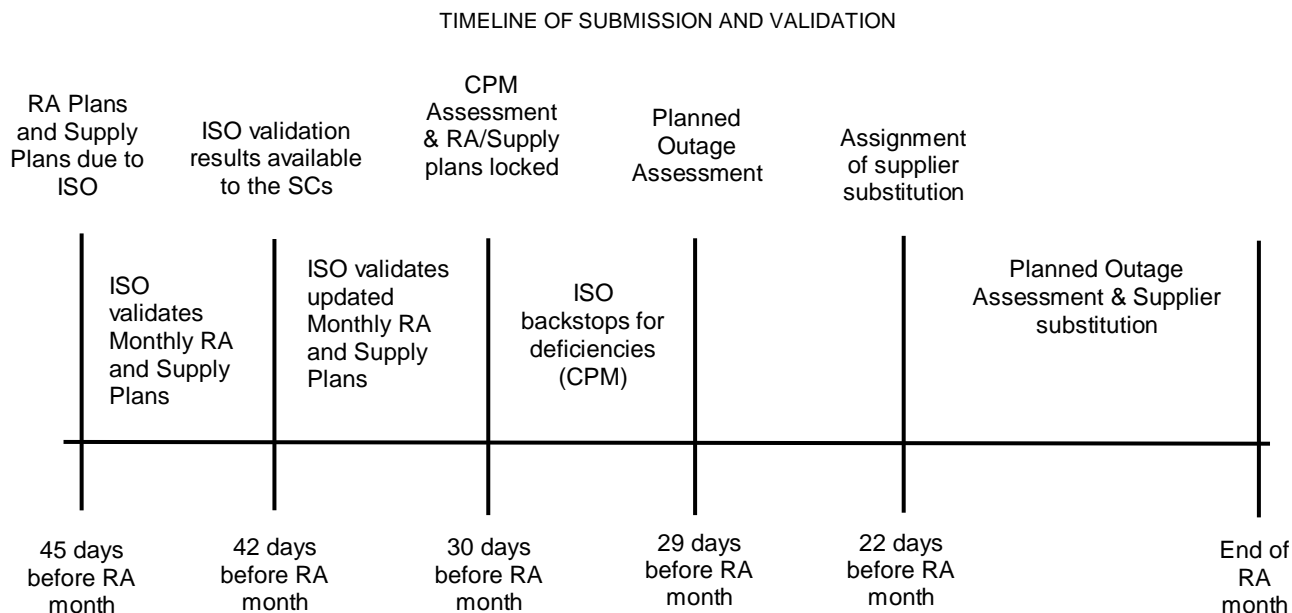 TIMELINE OF SUBMISSION AND VALIDATION
RA Plans
and Supply
Plans due to
ISO
ISO validation
results available
to the SCs
CPM
Assessment
& RA/Supply
plans locked
Planned
Outage
Assessment
Assignment
of supplier
substitution
ISO
validates
Monthly RA
and Supply
Plans
ISO validates
updated
Monthly RA
and Supply
Plans
ISO
backstops for
deficiencies
(CPM)
Planned Outage
Assessment & Supplier
substitution
45 days
before RA
month
42 days
before RA
month
30 days
before RA
month
29 days
before RA
month
22 days
before RA
month
End of
RA
month